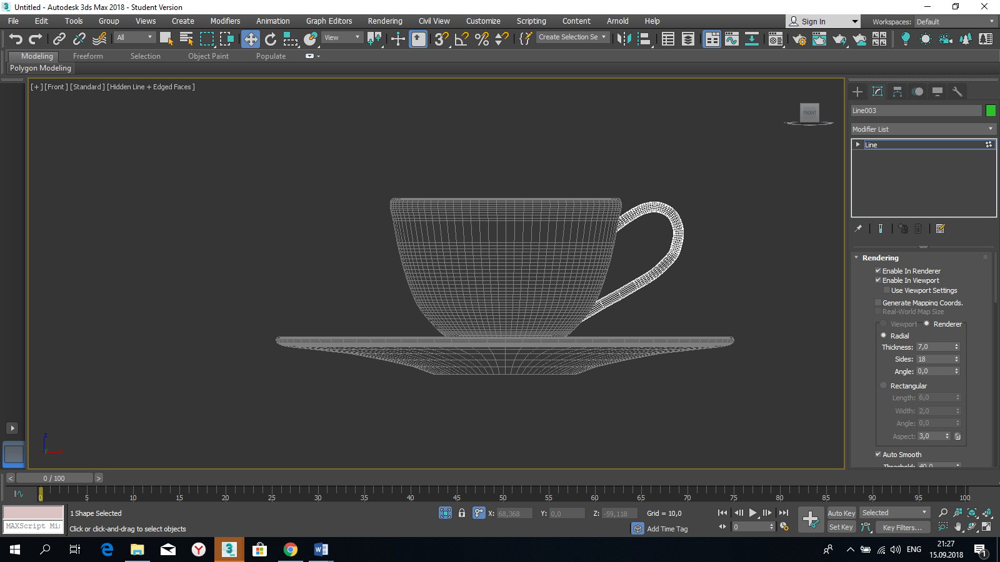 Untitled - Autodesk 3ds Max 2018 - Student Version
File Edit Tools Group Views Create Modifiers Animation Graph Editors Rendering Civil View Customize Scripting Content Arnold Help Sign In Workspaces: Default
All View Create Selection Se
Modeling Freeform Selection Object Paint Populate
Polygon Modeling
[+] [Front ] [Standard ] [Hidden Line + Edged Faces ]
FRONT
Line003
Modifier List
Line
Rendering
Enable In Renderer
Enable In Viewport
Use Viewport Settings
Generate Mapping Coords.
Real-World Map Size
Viewport Renderer
Radial
Thickness: 7,0
Sides: 18
Angle: 0,0
Rectangular
Length: 6,0
Width: 2,0
Angle: 0,0
Aspect: 3,0
Auto Smooth
Threshold: 40,0
z
y
< 0 / 100 >
0 5 10 15 20 25 30 35 40 45 50 55 60 65 70 75 80 85 90 95 100
1 Shape Selected X: 68,368 Y: 0,0 Z: -59,118 Grid = 10,0 Auto Key Selected
MAXScript Mi
Click or click-and-drag to select objects Add Time Tag 0 Set Key Key Filters...
3 MAX
ENG 21:27
15.09.2018
1